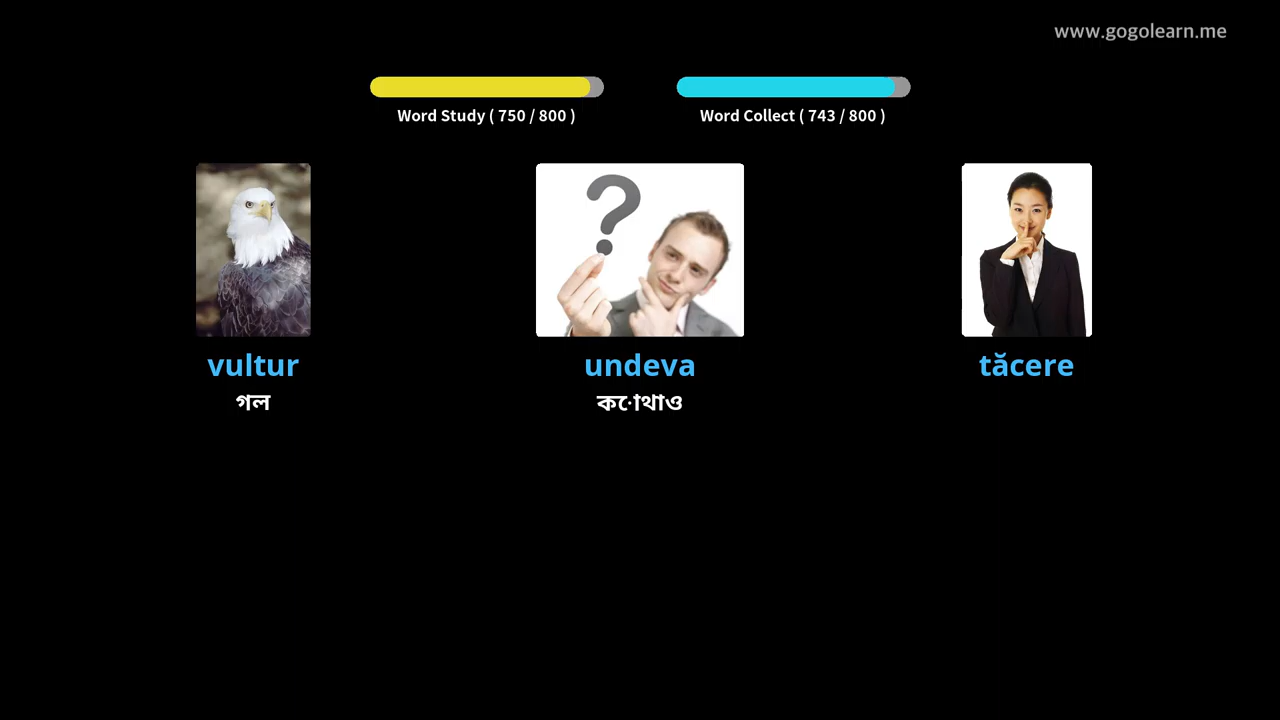 www.gogolearn.me
Word Study ( 750 / 800 )
Word Collect ( 743 / 800 )
vultur
undeva
tăcere
গল
কোথাও